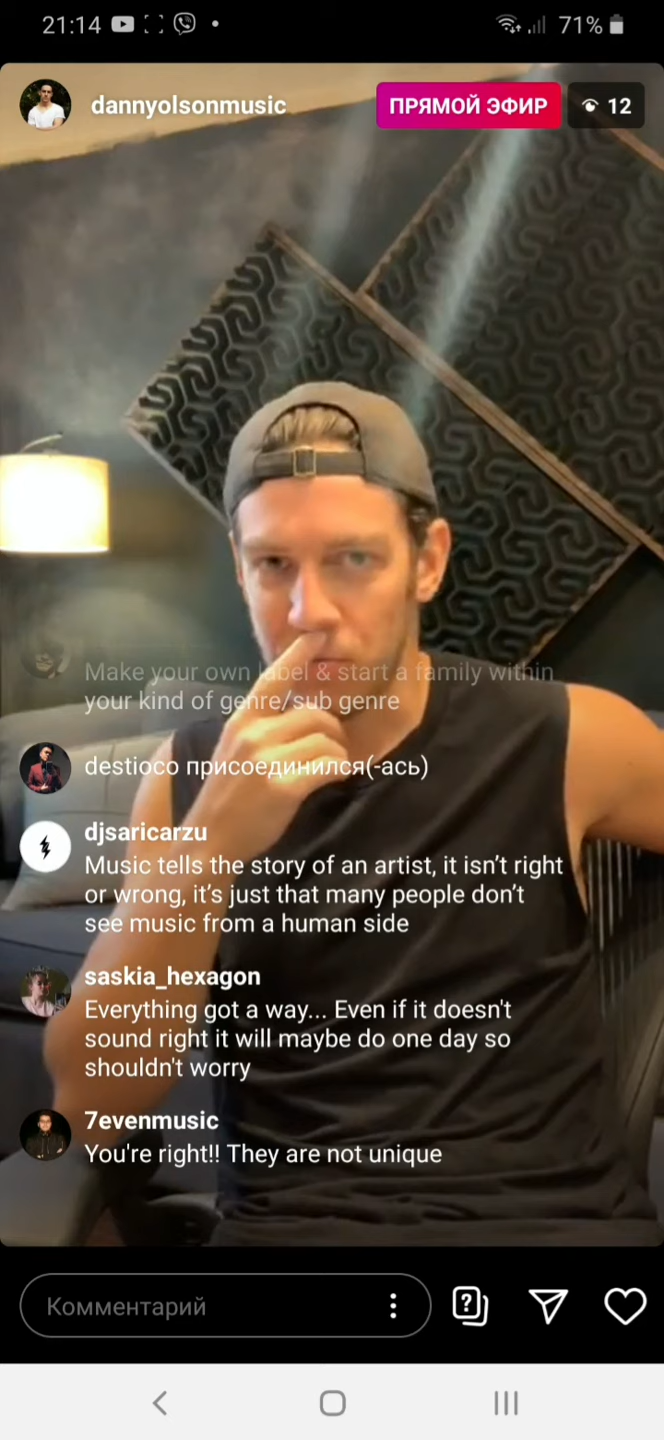 21:14
71%
dannyolsonmusic
ПРЯМОЙ ЭФИР
12
Make your own label & start a family within
your kind of genre/sub genre
destioco присоединился(-ась)
djsaricarzu
Music tells the story of an artist, it isn’t right
or wrong, it’s just that many people don’t
see music from a human side
saskia_hexagon
Everything got a way... Even if it doesn't
sound right it will maybe do one day so
shouldn't worry
7evenmusic
You're right!! They are not unique
Комментарий